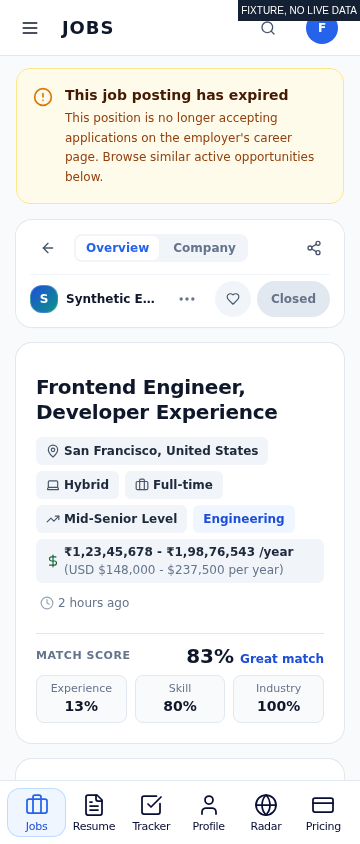 FIXTURE, NO LIVE DATA
JOBS
F
This job posting has expired
This position is no longer accepting
applications on the employer's career
page. Browse similar active opportunities
below.
Overview
Company
S
Synthetic E...
Closed
Frontend Engineer,
Developer Experience
San Francisco, United States
Hybrid
Full-time
Mid-Senior Level
Engineering
₹1,23,45,678 - ₹1,98,76,543 /year
(USD $148,000 - $237,500 per year)
2 hours ago
MATCH SCORE
83% Great match
Experience
13%
Skill
80%
Industry
100%
Jobs
Resume
Tracker
Profile
Radar
Pricing